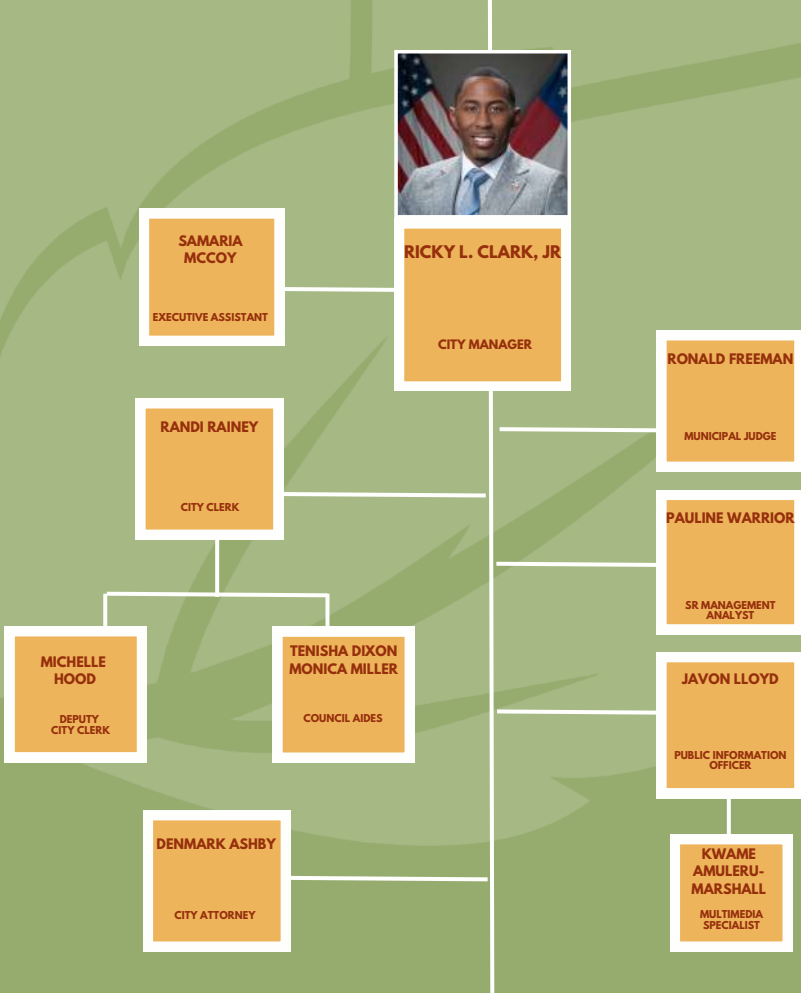 RICKY L. CLARK, JR
CITY MANAGER
SAMARIA
MCCOY
EXECUTIVE ASSISTANT
RONALD FREEMAN
MUNICIPAL JUDGE
RANDI RAINEY
CITY CLERK
PAULINE WARRIOR
SR MANAGEMENT
ANALYST
MICHELLE
HOOD
DEPUTY
CITY CLERK
TENISHA DIXON
MONICA MILLER
COUNCIL AIDES
JAVON LLOYD
PUBLIC INFORMATION
OFFICER
DENMARK ASHBY
CITY ATTORNEY
KWAME
AMULERU-
MARSHALL
MULTIMEDIA
SPECIALIST